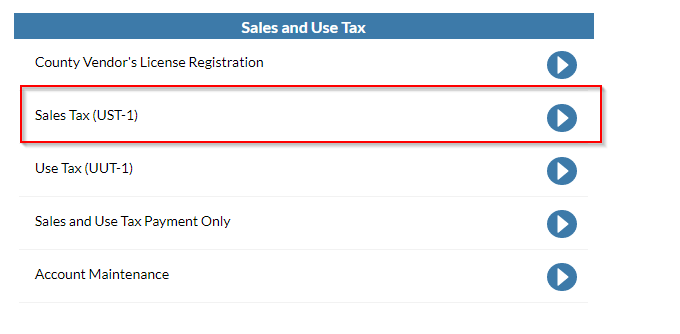 Sales and Use Tax
County Vendor's License Registration
Sales Tax (UST-1)
Use Tax (UUT-1)
Sales and Use Tax Payment Only
Account Maintenance